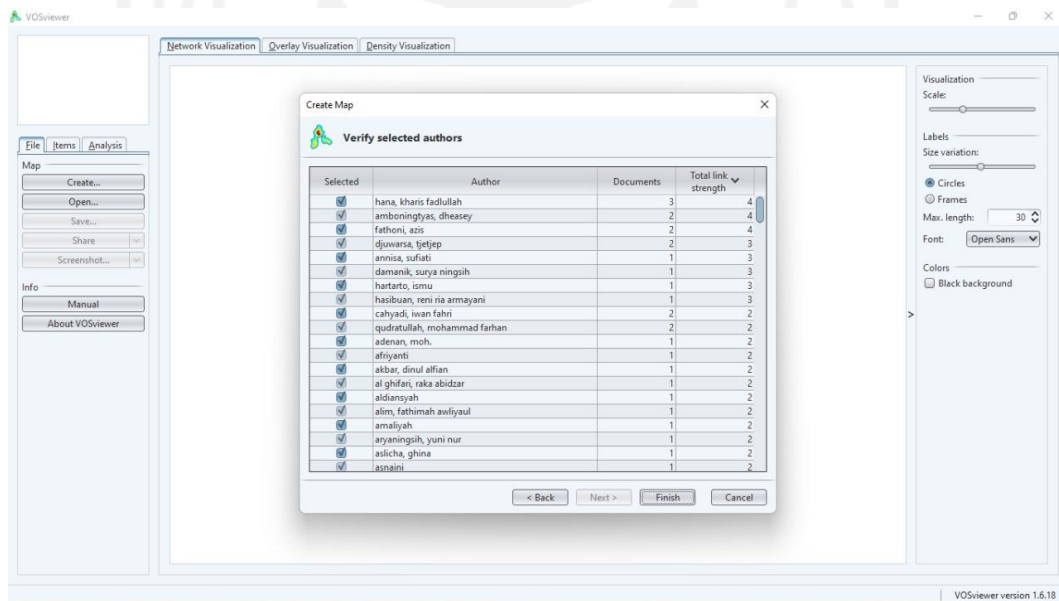 VOSviewer
Network Visualization Overlay Visualization Density Visualization
File Items Analysis
Map
Create...
Open...
Save...
Share
Screenshot...
Info
Manual
About VOSviewer
Create Map
Verify selected authors
Selected Author Documents Total link strength
hana, kharis fadlullah 3 4
amboningtyas, dheasey 2 4
fathoni, azis 2 4
djuwarsa, tjetjep 2 3
annisa, sufiati 1 3
damanik, surya ningsih 1 3
hartarto, ismu 1 3
hasibuan, reni ria armayani 1 3
cahyadi, iwan fahri 2 2
qudratullah, mohammad farhan 2 2
adenan, moh. 1 2
afriyanti 1 2
akbar, dinul alfian 1 2
al ghifari, raka abidzar 1 2
aldiansyah 1 2
alim, fathimah awliyaul 1 2
amaliyah 1 2
aryaningsih, yuni nur 1 2
aslicha, ghina 1 2
asnaini 1 2
< Back Next > Finish Cancel
Visualization
Scale:
Labels
Size variation:
Circles
Frames
Max. length: 30
Font: Open Sans
Colors
Black background
>
VOSviewer version 1.6.18